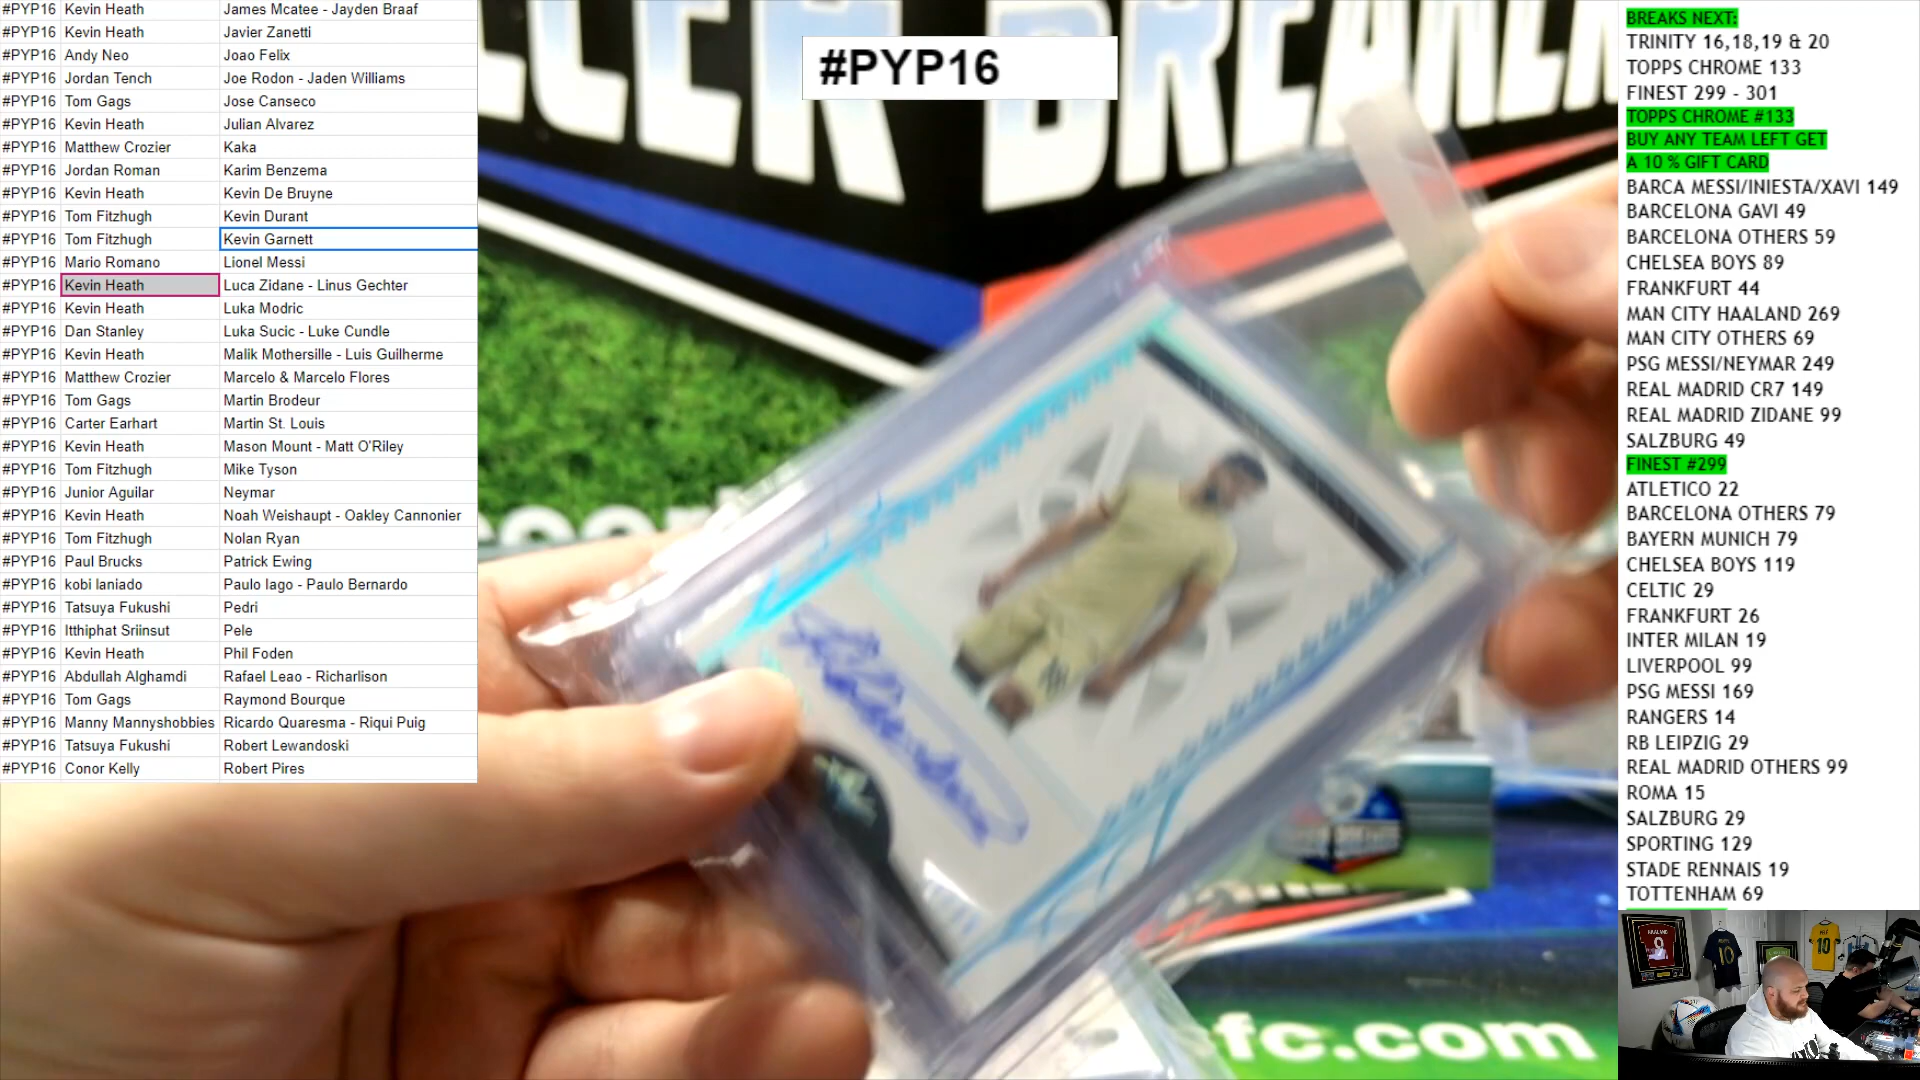 #PYP16 Kevin Heath James Mcatee - Jayden Braaf
#PYP16 Kevin Heath Javier Zanetti
#PYP16 Andy Neo Joao Felix
#PYP16 Jordan Tench Joe Rodon - Jaden Williams
#PYP16 Tom Gags Jose Canseco
#PYP16 Kevin Heath Julian Alvarez
#PYP16 Matthew Crozier Kaka
#PYP16 Jordan Roman Karim Benzema
#PYP16 Kevin Heath Kevin De Bruyne
#PYP16 Tom Fitzhugh Kevin Durant
#PYP16 Tom Fitzhugh Kevin Garnett
#PYP16 Mario Romano Lionel Messi
#PYP16 Kevin Heath Luca Zidane - Linus Gechter
#PYP16 Kevin Heath Luka Modric
#PYP16 Dan Stanley Luka Sucic - Luke Cundle
#PYP16 Kevin Heath Malik Mothersille - Luis Guilherme
#PYP16 Matthew Crozier Marcelo & Marcelo Flores
#PYP16 Tom Gags Martin Brodeur
#PYP16 Carter Earhart Martin St. Louis
#PYP16 Kevin Heath Mason Mount - Matt O'Riley
#PYP16 Tom Fitzhugh Mike Tyson
#PYP16 Junior Aguilar Neymar
#PYP16 Kevin Heath Noah Weishaupt - Oakley Cannonier
#PYP16 Tom Fitzhugh Nolan Ryan
#PYP16 Paul Brucks Patrick Ewing
#PYP16 kobi laniado Paulo Iago - Paulo Bernardo
#PYP16 Tatsuya Fukushi Pedri
#PYP16 Itthiphat Sriinsut Pele
#PYP16 Kevin Heath Phil Foden
#PYP16 Abdullah Alghamdi Rafael Leao - Richarlison
#PYP16 Tom Gags Raymond Bourque
#PYP16 Manny Mannyshobbies Ricardo Quaresma - Riqui Puig
#PYP16 Tatsuya Fukushi Robert Lewandoski
#PYP16 Conor Kelly Robert Pires
#PYP16
fc.com
BREAKS NEXT:
TRINITY 16,18,19 & 20
TOPPS CHROME 133
FINEST 299 - 301
TOPPS CHROME #133
BUY ANY TEAM LEFT GET
A 10 % GIFT CARD
BARCA MESSI/INIESTA/XAVI 149
BARCELONA GAVI 49
BARCELONA OTHERS 59
CHELSEA BOYS 89
FRANKFURT 44
MAN CITY HAALAND 269
MAN CITY OTHERS 69
PSG MESSI/NEYMAR 249
REAL MADRID CR7 149
REAL MADRID ZIDANE 99
SALZBURG 49
FINEST #299
ATLETICO 22
BARCELONA OTHERS 79
BAYERN MUNICH 79
CHELSEA BOYS 119
CELTIC 29
FRANKFURT 26
INTER MILAN 19
LIVERPOOL 99
PSG MESSI 169
RANGERS 14
RB LEIPZIG 29
REAL MADRID OTHERS 99
ROMA 15
SALZBURG 29
SPORTING 129
STADE RENNAIS 19
TOTTENHAM 69